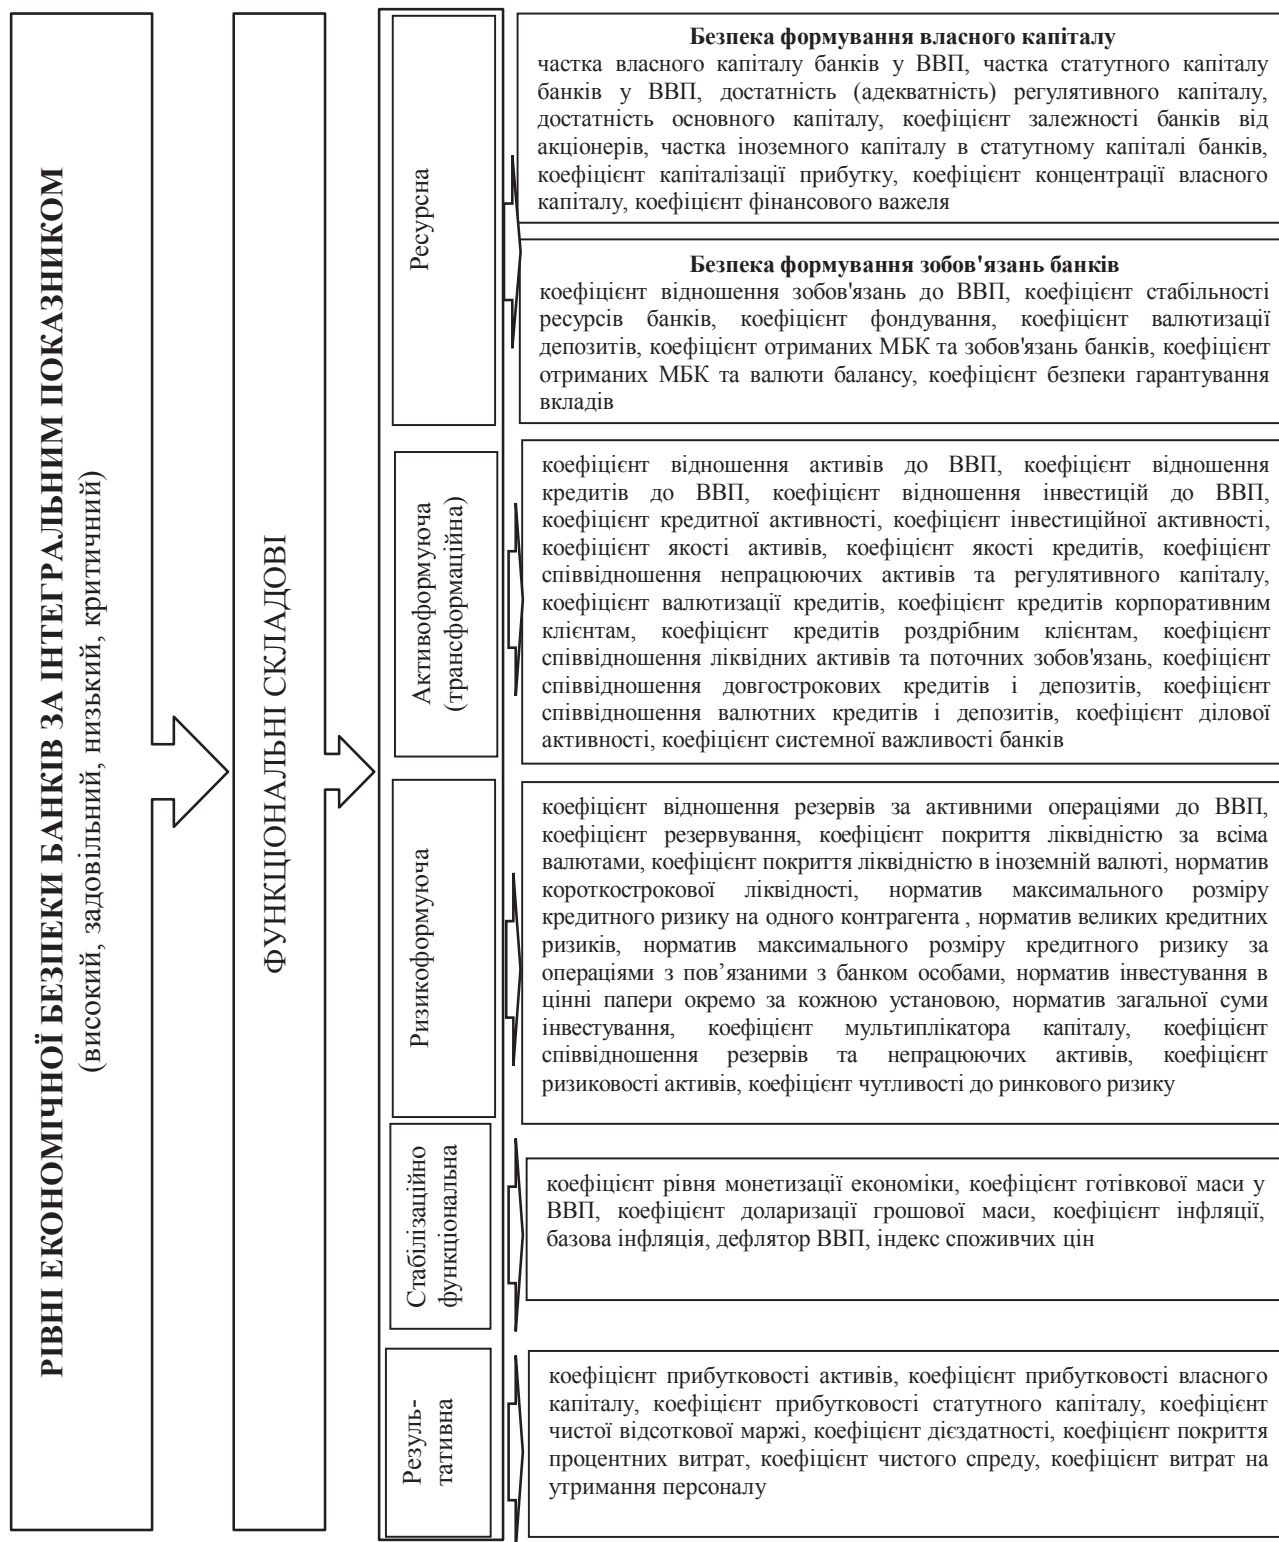 РІВНІ ЕКОНОМІЧНОЇ БЕЗПЕКИ БАНКІВ ЗА ІНТЕГРАЛЬНИМ ПОКАЗНИКОМ
(високий, задовільний, низький, критичний)
ФУНКЦІОНАЛЬНІ СКЛАДОВІ
Ресурсна
Безпека формування власного капіталу
частка власного капіталу банків у ВВП, частка статутного капіталу
банків у ВВП, достатність (адекватність) регулятивного капіталу,
достатність основного капіталу, коефіцієнт залежності банків від
акціонерів, частка іноземного капіталу в статутному капіталі банків,
коефіцієнт капіталізації прибутку, коефіцієнт концентрації власного
капіталу, коефіцієнт фінансового важеля
Безпека формування зобов'язань банків
коефіцієнт відношення зобов'язань до ВВП, коефіцієнт стабільності
ресурсів банків, коефіцієнт фондування, коефіцієнт валютизації
депозитів, коефіцієнт отриманих МБК та зобов'язань банків, коефіцієнт
отриманих МБК та валюти балансу, коефіцієнт безпеки гарантування
вкладів
Активоформуюча
(трансформаційна)
коефіцієнт відношення активів до ВВП, коефіцієнт відношення
кредитів до ВВП, коефіцієнт відношення інвестицій до ВВП,
коефіцієнт кредитної активності, коефіцієнт інвестиційної активності,
коефіцієнт якості активів, коефіцієнт якості кредитів, коефіцієнт
співвідношення непрацюючих активів та регулятивного капіталу,
коефіцієнт валютизації кредитів, коефіцієнт кредитів корпоративним
клієнтам, коефіцієнт кредитів роздрібним клієнтам, коефіцієнт
співвідношення ліквідних активів та поточних зобов'язань, коефіцієнт
співвідношення довгострокових кредитів і депозитів, коефіцієнт
співвідношення валютних кредитів і депозитів, коефіцієнт ділової
активності, коефіцієнт системної важливості банків
Ризикоформуюча
коефіцієнт відношення резервів за активними операціями до ВВП,
коефіцієнт резервування, коефіцієнт покриття ліквідністю за всіма
валютами, коефіцієнт покриття ліквідністю в іноземній валюті, норматив
короткострокової ліквідності, норматив максимального розміру
кредитного ризику на одного контрагента , норматив великих кредитних
ризиків, норматив максимального розміру кредитного ризику за
операціями з пов’язаними з банком особами, норматив інвестування в
цінні папери окремо за кожною установою, норматив загальної суми
інвестування, коефіцієнт мультиплікатора капіталу, коефіцієнт
співвідношення резервів та непрацюючих активів, коефіцієнт
ризиковості активів, коефіцієнт чутливості до ринкового ризику
Стабілізаційно
функціональна
коефіцієнт рівня монетизації економіки, коефіцієнт готівкової маси у
ВВП, коефіцієнт доларизації грошової маси, коефіцієнт інфляції,
базова інфляція, дефлятор ВВП, індекс споживчих цін
Резуль-
тативна
коефіцієнт прибутковості активів, коефіцієнт прибутковості власного
капіталу, коефіцієнт прибутковості статутного капіталу, коефіцієнт
чистої відсоткової маржі, коефіцієнт дієздатності, коефіцієнт покриття
процентних витрат, коефіцієнт чистого спреду, коефіцієнт витрат на
утримання персоналу